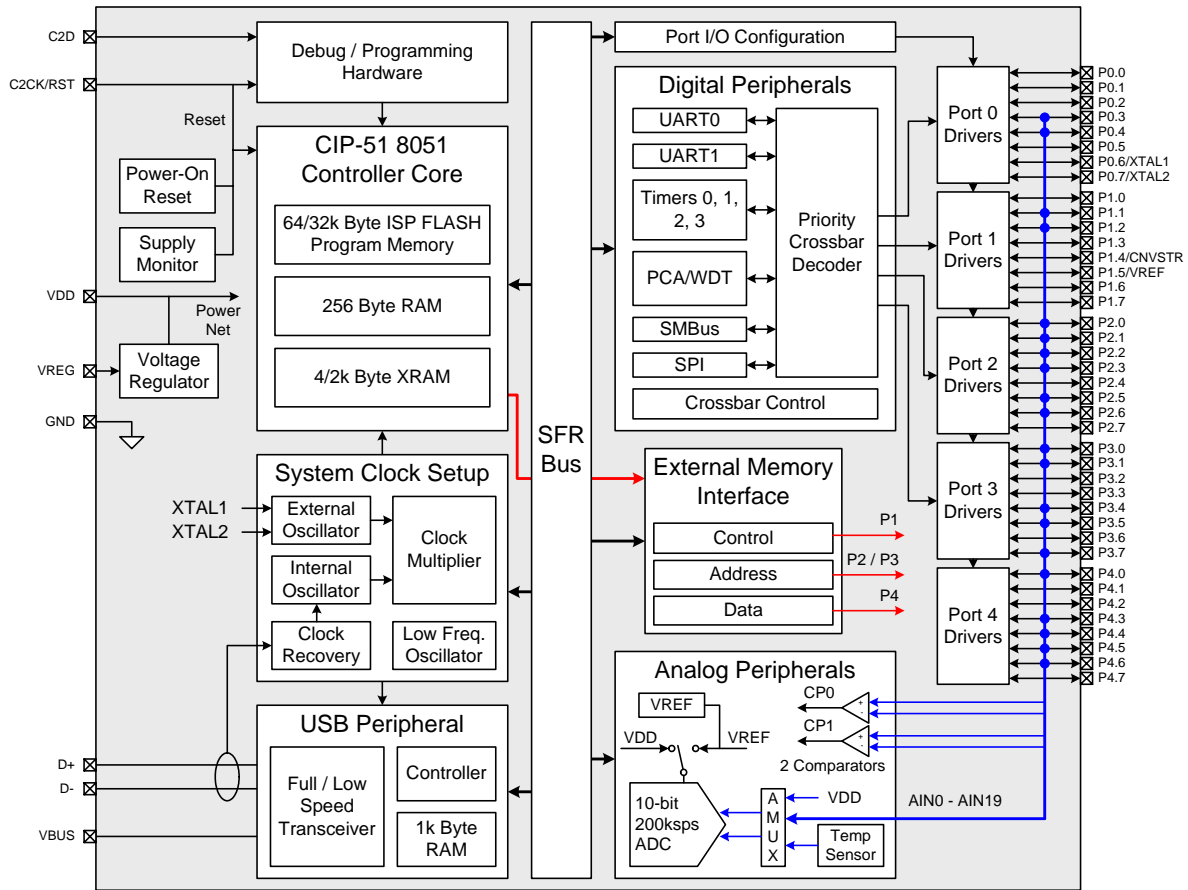 C2D
C2CK/RST
VDD
VREG
GND
D+
D-
VBUS
Debug / Programming
Hardware
Reset
Power-On
Reset
Supply
Monitor
Power
Net
Voltage
Regulator
CIP-51 8051
Controller Core
64/32k Byte ISP FLASH
Program Memory
256 Byte RAM
4/2k Byte XRAM
System Clock Setup
XTAL1
XTAL2
External
Oscillator
Internal
Oscillator
Clock
Recovery
Clock
Multiplier
Low Freq.
Oscillator
USB Peripheral
Full / Low
Speed
Transceiver
Controller
1k Byte
RAM
SFR
Bus
Port I/O Configuration
Digital Peripherals
UART0
UART1
Timers 0, 1,
2, 3
PCA/WDT
SMBus
SPI
Priority
Crossbar
Decoder
Crossbar Control
External Memory
Interface
Control
Address
Data
P1
P2 / P3
P4
Analog Peripherals
VREF
VDD
VREF
CP0
+
-
CP1
+
-
2 Comparators
10-bit
200ksps
ADC
A
M
U
X
VDD
Temp
Sensor
AIN0 - AIN19
Port 0
Drivers
Port 1
Drivers
Port 2
Drivers
Port 3
Drivers
Port 4
Drivers
P0.0
P0.1
P0.2
P0.3
P0.4
P0.5
P0.6/XTAL1
P0.7/XTAL2
P1.0
P1.1
P1.2
P1.3
P1.4/CNVSTR
P1.5/VREF
P1.6
P1.7
P2.0
P2.1
P2.2
P2.3
P2.4
P2.5
P2.6
P2.7
P3.0
P3.1
P3.2
P3.3
P3.4
P3.5
P3.6
P3.7
P4.0
P4.1
P4.2
P4.3
P4.4
P4.5
P4.6
P4.7